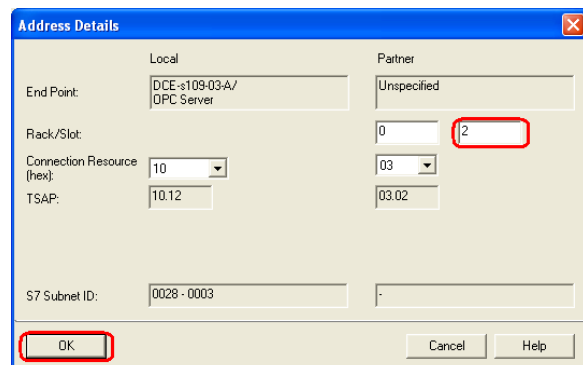 Address Details
Local Partner
End Point: DCE-s109-03-A/ Unspecified
OPC Server
Rack/Slot: 0 2
Connection Resource
(hex): 10 03
TSAP: 10.12 03.02
S7 Subnet ID: 0028 - 0003 -
OK Cancel Help